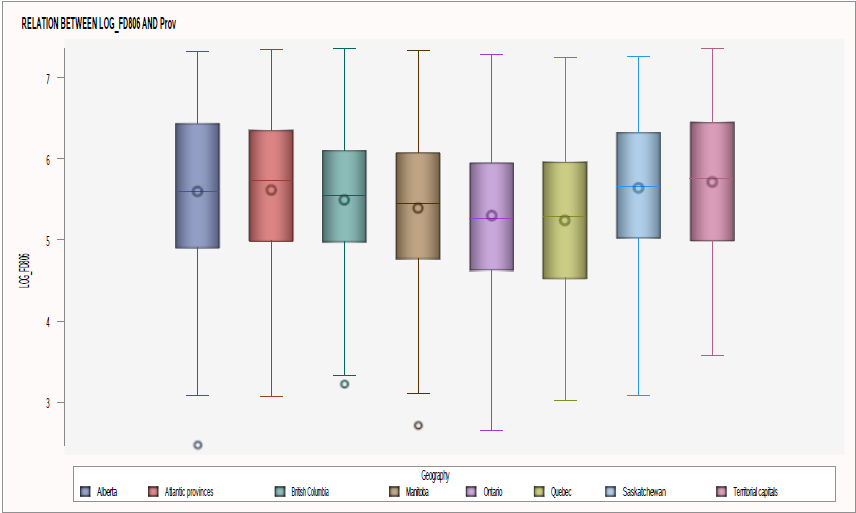 RELATION BETWEEN LOG_FD806 AND Prov
7
6
5
4
3
LOG_FD806
Geography
Alberta Atlantic provinces British Columbia Manitoba Ontario Quebec Saskatchewan Territorial capitals